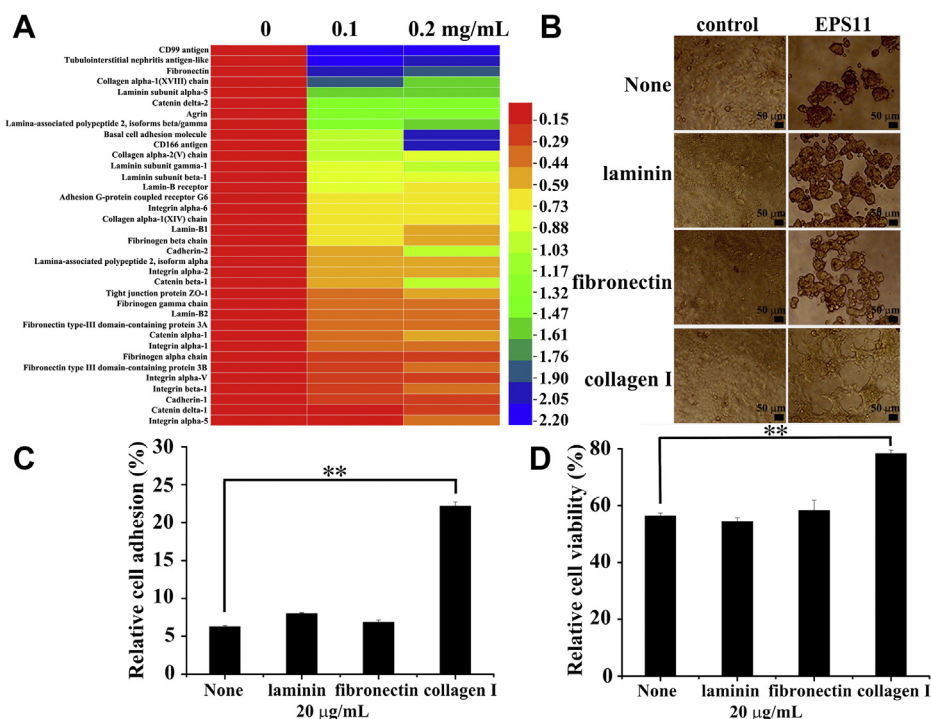 A
0 0.1 0.2 mg/mL
CD99 antigen
Tubulointerstitial nephritis antigen-like
Fibronectin
Collagen alpha-1(XVIII) chain
Laminin subunit alpha-5
Catenin delta-2
Agrin
Lamina-associated polypeptide 2, isoforms beta/gamma
Basal cell adhesion molecule
CD166 antigen
Collagen alpha-2(V) chain
Laminin subunit gamma-1
Laminin subunit beta-1
Lamin-B receptor
Adhesion G-protein coupled receptor G6
Integrin alpha-6
Collagen alpha-1(XIV) chain
Lamin-B1
Fibrinogen beta chain
Cadherin-2
Lamina-associated polypeptide 2, isoform alpha
Integrin alpha-2
Catenin beta-1
Tight junction protein ZO-1
Fibrinogen gamma chain
Lamin-B2
Fibronectin type-III domain-containing protein 3A
Catenin alpha-1
Integrin alpha-1
Fibrinogen alpha chain
Fibronectin type III domain-containing protein 3B
Integrin alpha-V
Integrin beta-1
Cadherin-1
Catenin delta-1
Integrin alpha-5
0.15
0.29
0.44
0.59
0.73
0.88
1.03
1.17
1.32
1.47
1.61
1.76
1.90
2.05
2.20
B
control EPS11
None
50 μm 50 μm
laminin
50 μm 50 μm
fibronectin
50 μm 50 μm
collagen I
50 μm 50 μm
C
Relative cell adhesion (%)
30
25
20
15
10
5
0
**
None laminin fibronectin collagen I
20 μg/mL
D
Relative cell viability (%)
80
60
40
20
0
**
None laminin fibronectin collagen I
20 μg/mL